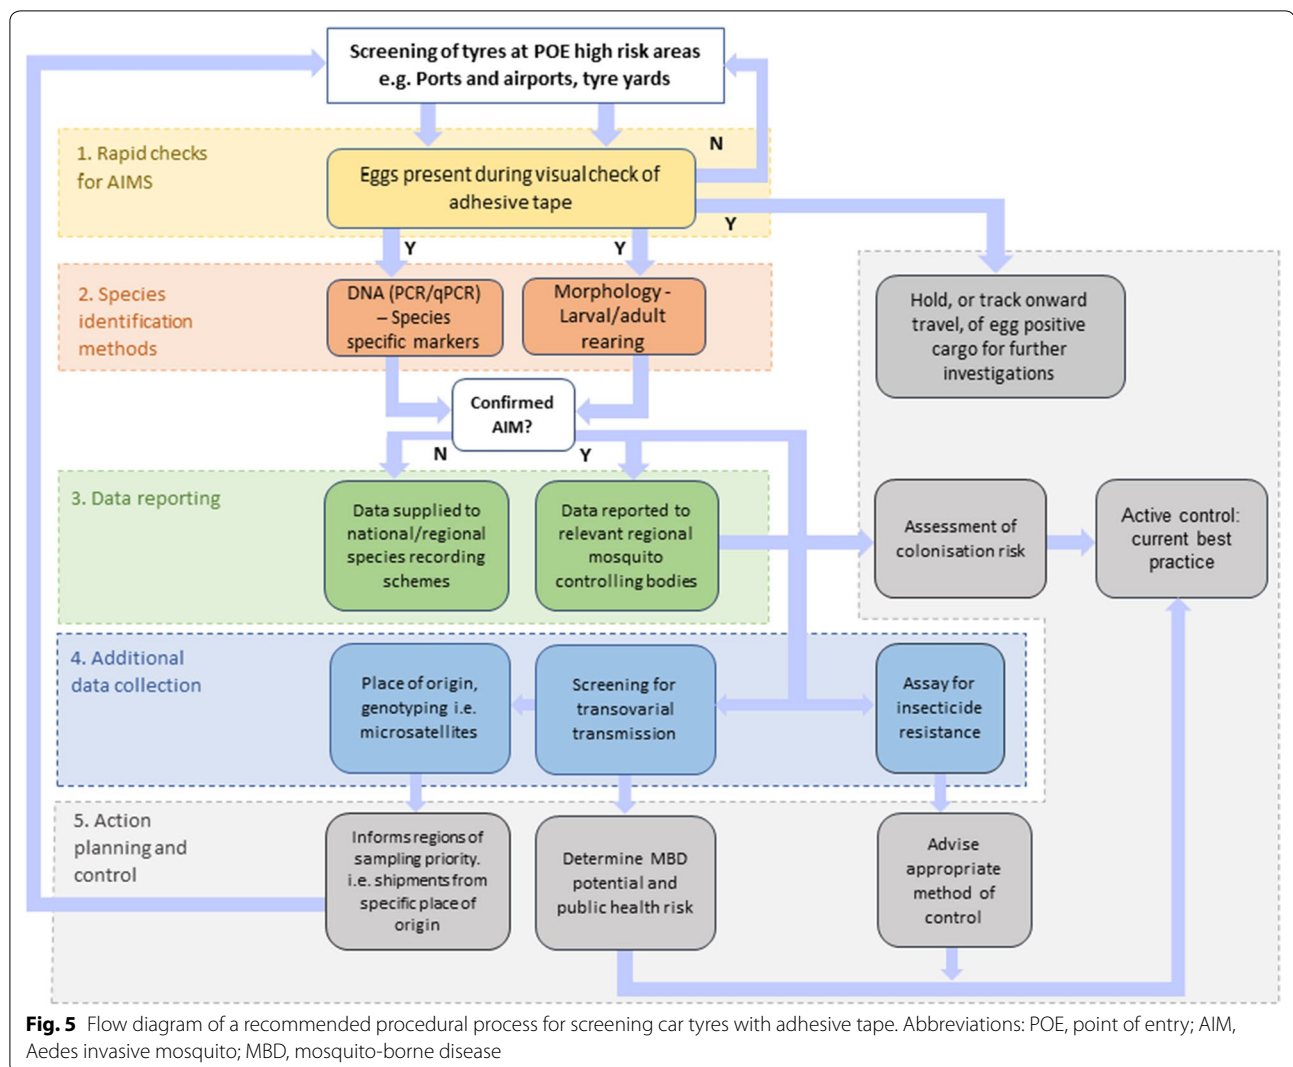 Screening of tyres at POE high risk areas
e.g. Ports and airports, tyre yards
1. Rapid checks
for AIMS
N
Eggs present during visual check of
adhesive tape
Y
Y
Y
2. Species
identification
methods
DNA (PCR/qPCR)
– Species
specific markers
Morphology -
Larval/adult
rearing
Hold, or track onward
travel, of egg positive
cargo for further
investigations
Confirmed
AIM?
N
Y
3. Data reporting
Data supplied to
national/regional
species recording
schemes
Data reported to
relevant regional
mosquito
controlling bodies
Assessment of
colonisation risk
Active control:
current best
practice
4. Additional
data collection
Place of origin,
genotyping i.e.
microsatellites
Screening for
transovarial
transmission
Assay for
insecticide
resistance
5. Action
planning and
control
Informs regions of
sampling priority.
i.e. shipments from
specific place of
origin
Determine MBD
potential and
public health risk
Advise
appropriate
method of
control
Fig. 5 Flow diagram of a recommended procedural process for screening car tyres with adhesive tape. Abbreviations: POE, point of entry; AIM,
Aedes invasive mosquito; MBD, mosquito-borne disease